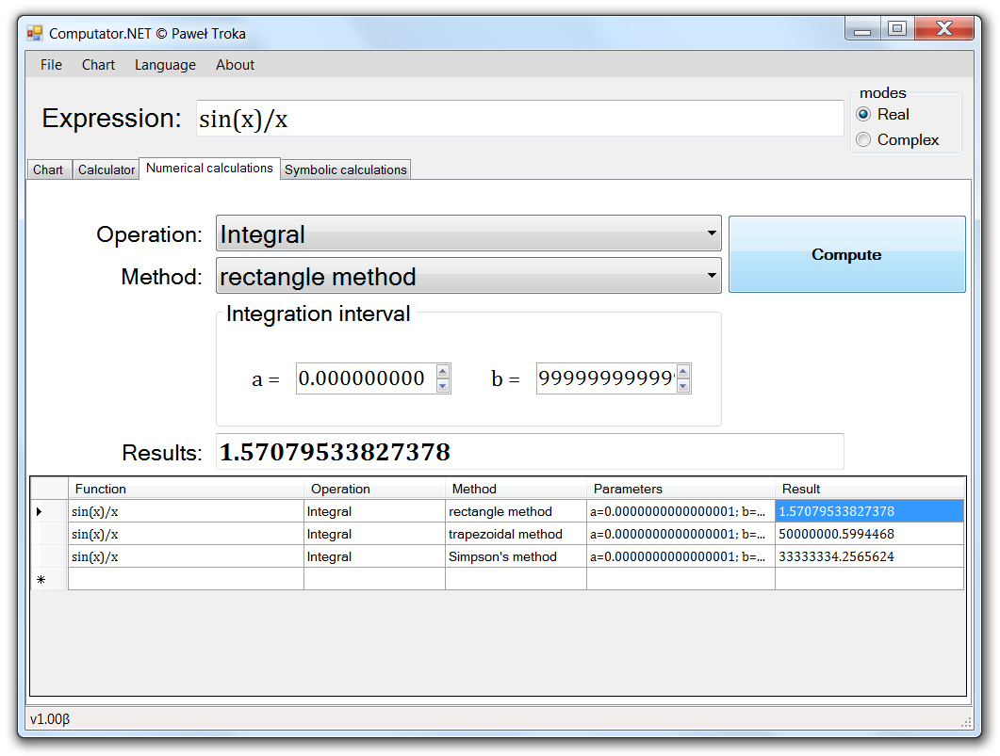 Computator.NET © Paweł Troka
File Chart Language About
modes
Expression: sin(x)/x
Real
Complex
Chart Calculator Numerical calculations Symbolic calculations
Operation: Integral
Compute
Method: rectangle method
Integration interval
a = 0.000000000 b = 99999999999
Results: 1.57079533827378
Function Operation Method Parameters Result
sin(x)/x Integral rectangle method a=0.0000000000000001; b=... 1.57079533827378
sin(x)/x Integral trapezoidal method a=0.0000000000000001; b=... 50000000.5994468
sin(x)/x Integral Simpson's method a=0.0000000000000001; b=... 33333334.2565624
v1.00β